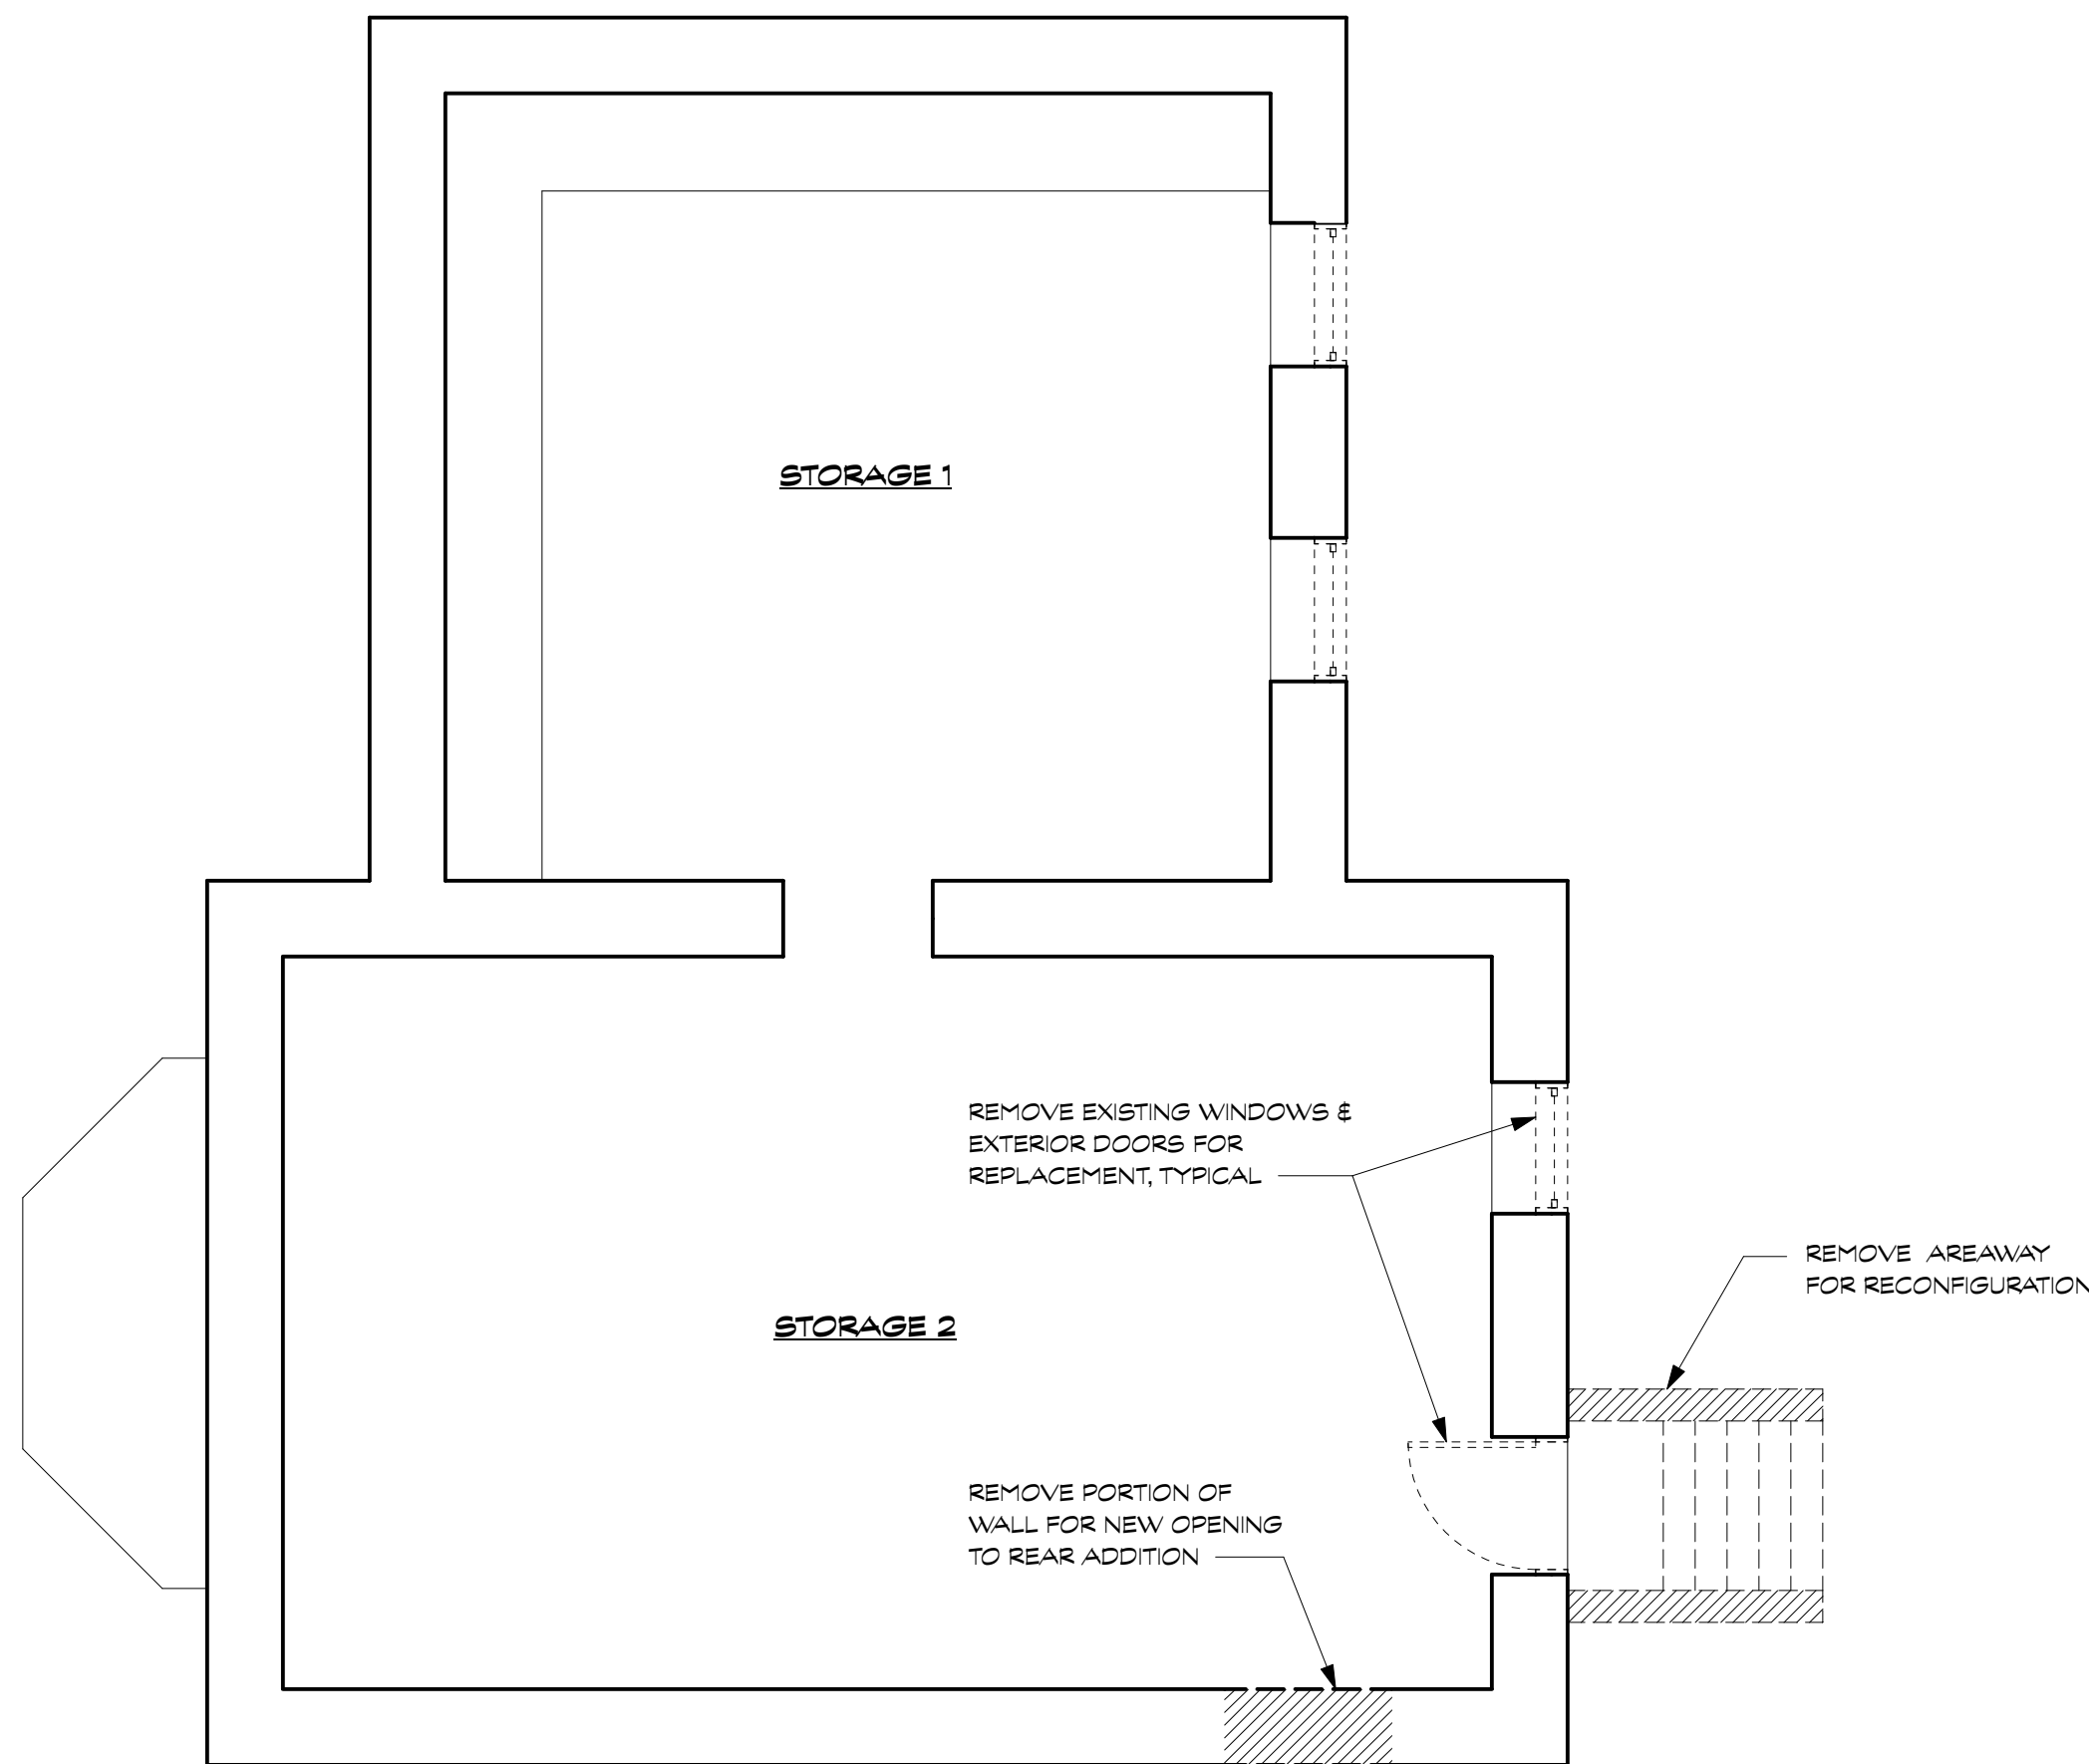 STORAGE 1
REMOVE EXISTING WINDOWS &
EXTERIOR DOORS FOR
REPLACEMENT, TYPICAL
REMOVE AREAWAY
FOR RECONFIGURATION
STORAGE 2
REMOVE PORTION OF
WALL FOR NEW OPENING
TO REAR ADDITION